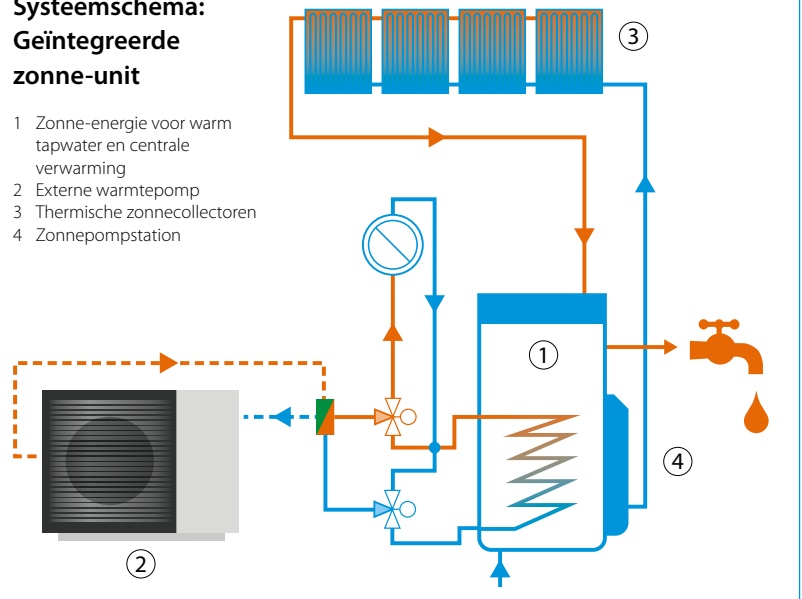 Systeemschema:
Geïntegreerde
zonne-unit
1 Zonne-energie voor warm
tapwater en centrale
verwarming
2 Externe warmtepomp
3 Thermische zonnecollectoren
4 Zonnepompstation
3
1
4
2